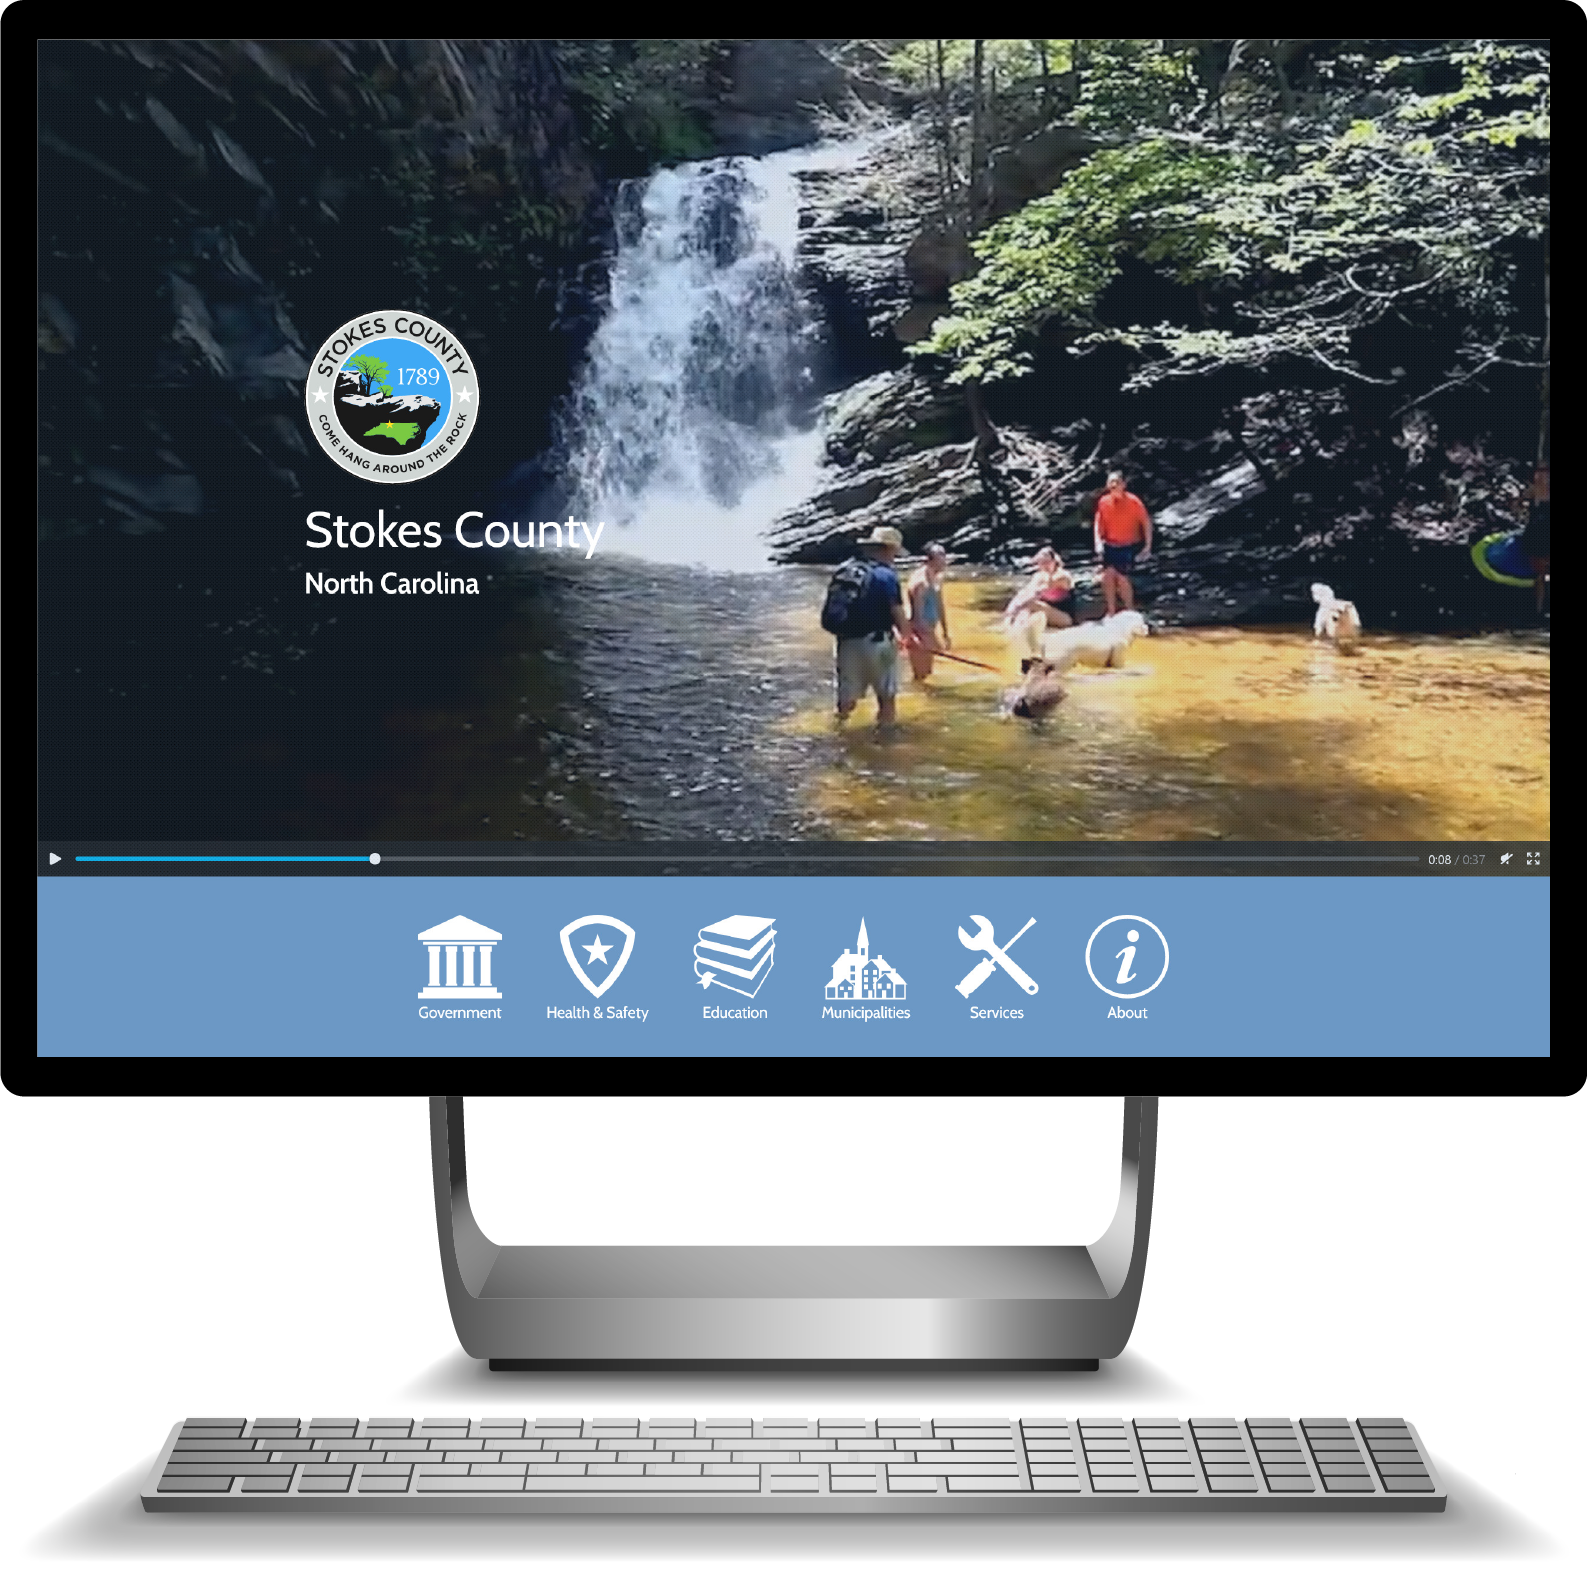 STOKES COUNTY
1789
COME HANG AROUND THE ROCK
Stokes County
North Carolina
0:08 / 0:37
Government
Health & Safety
Education
Municipalities
Services
About